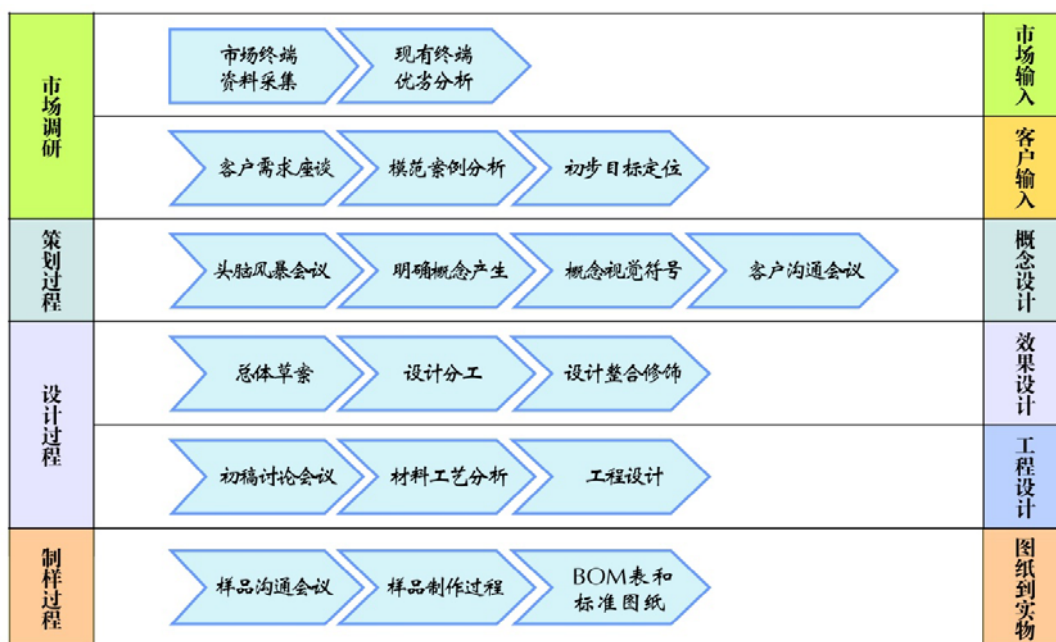 市场调研
市场终端
资料采集
现有终端
优劣分析
市场输入
客户需求座谈
模范案例分析
初步目标定位
客户输入
策划过程
头脑风暴会议
明确概念产生
概念视觉符号
客户沟通会议
概念设计
设计过程
总体草案
设计分工
设计整合修饰
效果设计
初稿讨论会议
材料工艺分析
工程设计
工程设计
制样过程
样品沟通会议
样品制作过程
BOM表和
标准图纸
图纸到实物